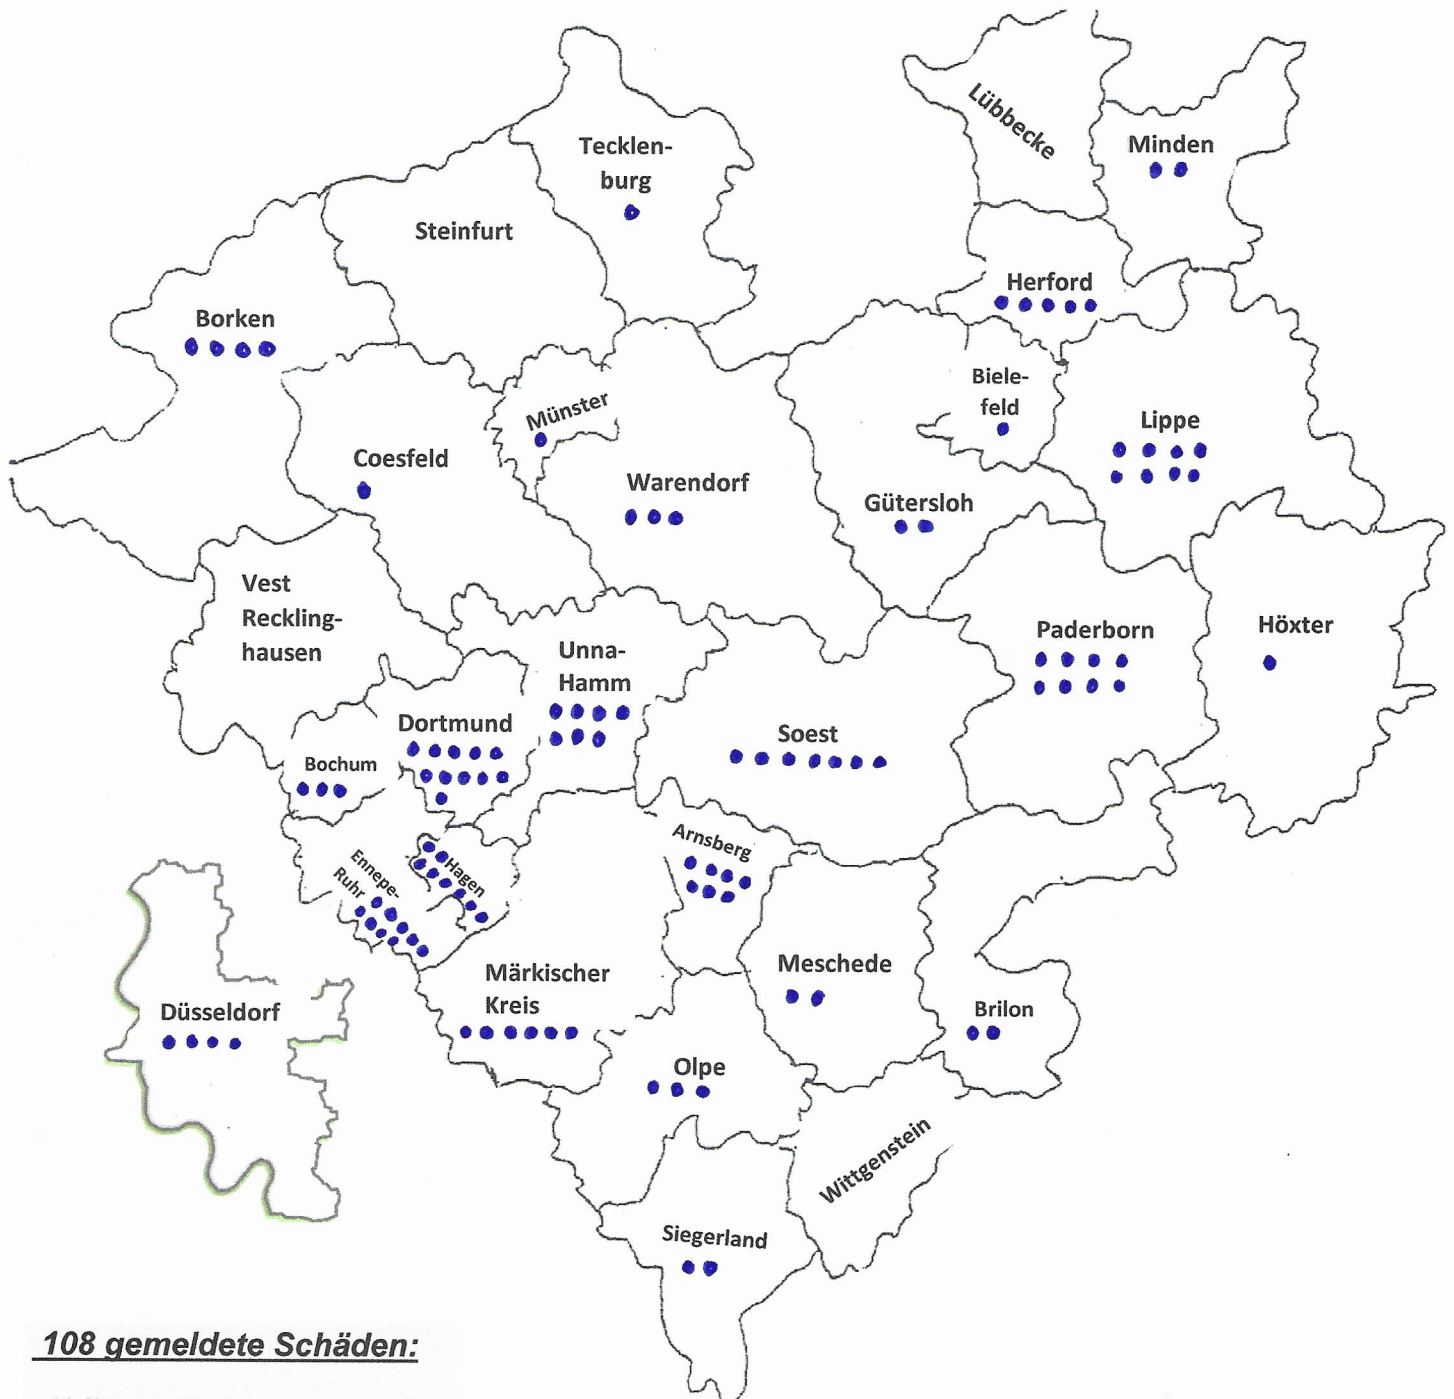 Lübbecke
Minden
Tecklen-
burg
Steinfurt
Herford
Borken
Biele-
feld
Münster
Lippe
Coesfeld
Warendorf
Gütersloh
Vest
Reckling-
hausen
Unna-
Hamm
Paderborn
Höxter
Dortmund
Soest
Bochum
Arnsberg
Ennepe-
Ruhr
Hagen
Meschede
Märkischer
Kreis
Düsseldorf
Brilon
Olpe
Wittgenstein
Siegerland
108 gemeldete Schäden: